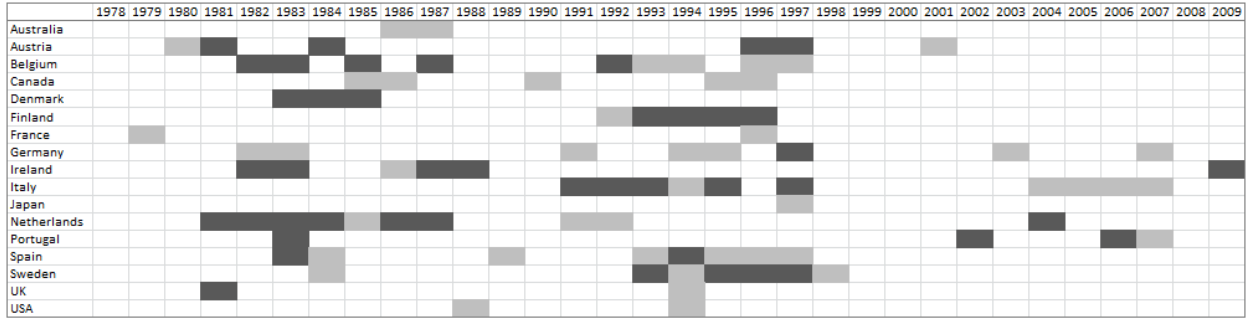 1978 1979 1980 1981 1982 1983 1984 1985 1986 1987 1988 1989 1990 1991 1992 1993 1994 1995 1996 1997 1998 1999 2000 2001 2002 2003 2004 2005 2006 2007 2008 2009
Australia
Austria
Belgium
Canada
Denmark
Finland
France
Germany
Ireland
Italy
Japan
Netherlands
Portugal
Spain
Sweden
UK
USA